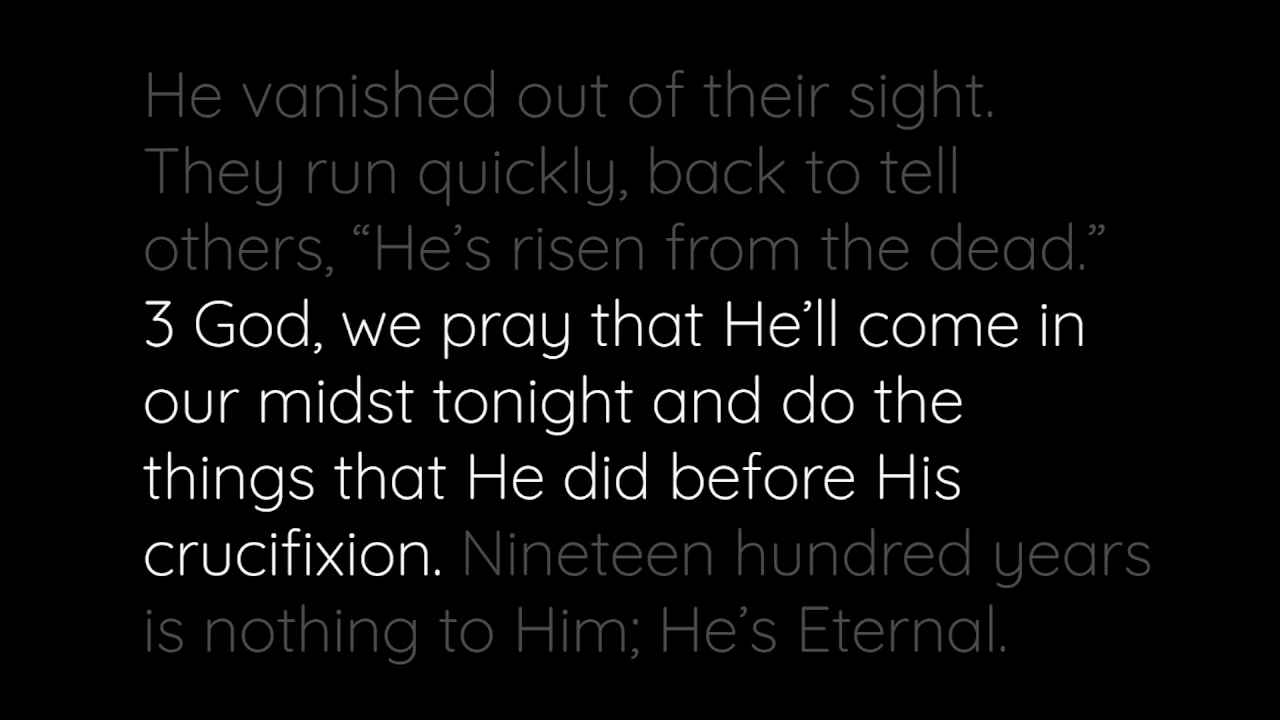 He vanished out of their sight.
They run quickly, back to tell
others, “He’s risen from the dead.”
3 God, we pray that He’ll come in
our midst tonight and do the
things that He did before His
crucifixion. Nineteen hundred years
is nothing to Him; He’s Eternal.